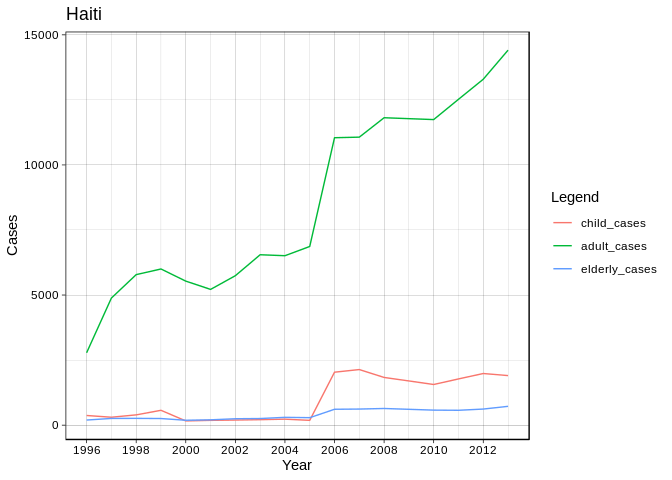 Haiti
15000
10000
5000
0
Cases
1996 1998 2000 2002 2004 2006 2008 2010 2012
Year
Legend
child_cases
adult_cases
elderly_cases